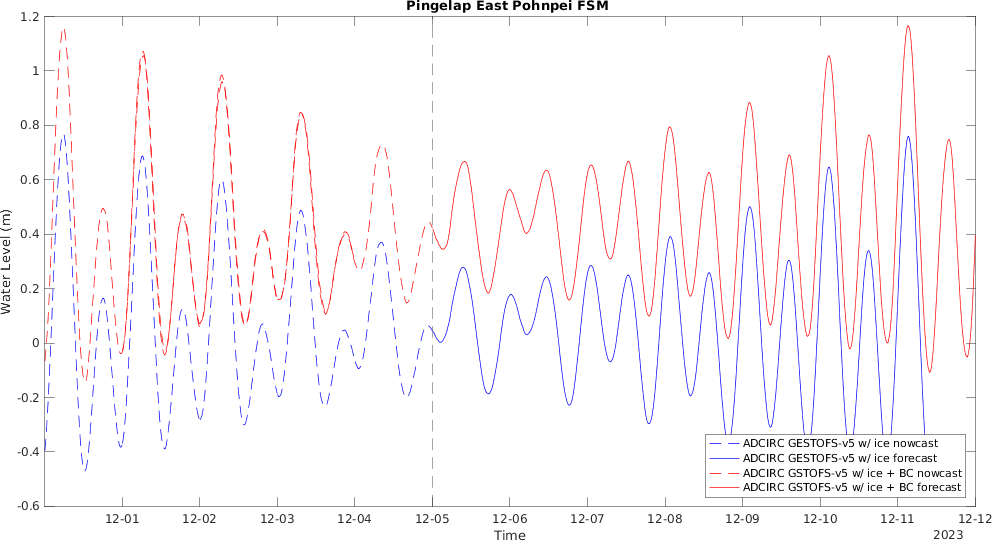 Pingelap East Pohnpei FSM
1.2
1
0.8
0.6
0.4
0.2
0
-0.2
-0.4
-0.6
Water Level (m)
12-01 12-02 12-03 12-04 12-05 12-06 12-07 12-08 12-09 12-10 12-11 12-12
Time
2023
ADCIRC GESTOFS-v5 w/ ice nowcast
ADCIRC GESTOFS-v5 w/ ice forecast
ADCIRC GSTOFS-v5 w/ ice + BC nowcast
ADCIRC GSTOFS-v5 w/ ice + BC forecast